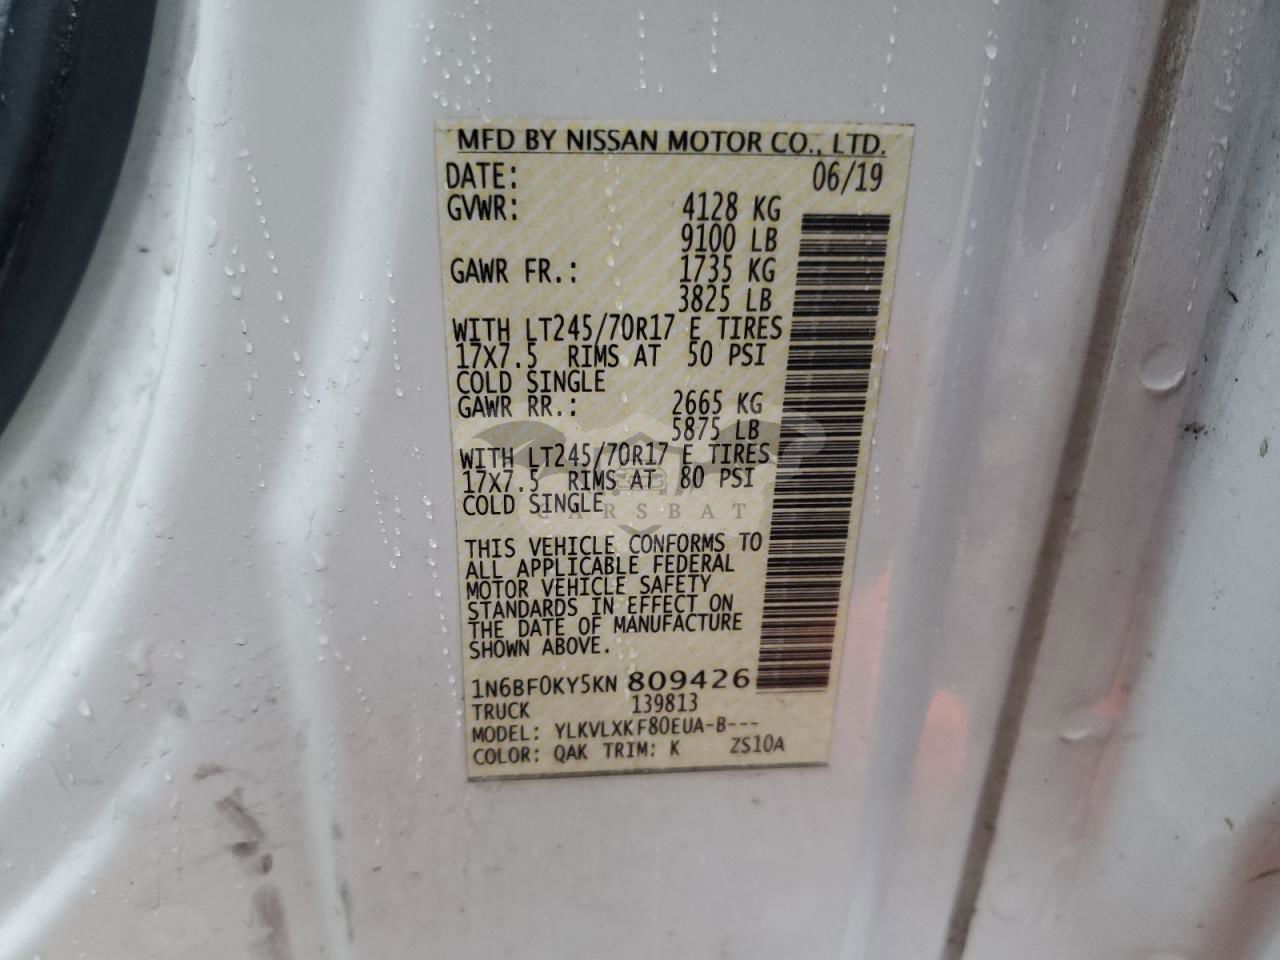 MFD BY NISSAN MOTOR CO., LTD.
DATE: 06/19
GVWR: 4128 KG
9100 LB
GAWR FR.: 1735 KG
3825 LB
WITH LT245/70R17 E TIRES
17X7.5 RIMS AT 50 PSI
COLD SINGLE
GAWR RR.: 2665 KG
5875 LB
WITH LT245/70R17 E TIRES
17X7.5 RIMS AT 80 PSI
COLD SINGLE
CARSBAT
THIS VEHICLE CONFORMS TO
ALL APPLICABLE FEDERAL
MOTOR VEHICLE SAFETY
STANDARDS IN EFFECT ON
THE DATE OF MANUFACTURE
SHOWN ABOVE.
1N6BF0KY5KN 809426
TRUCK 139813
MODEL: YLKVLXKF80EUA-B---
COLOR: QAK TRIM: K ZS10A